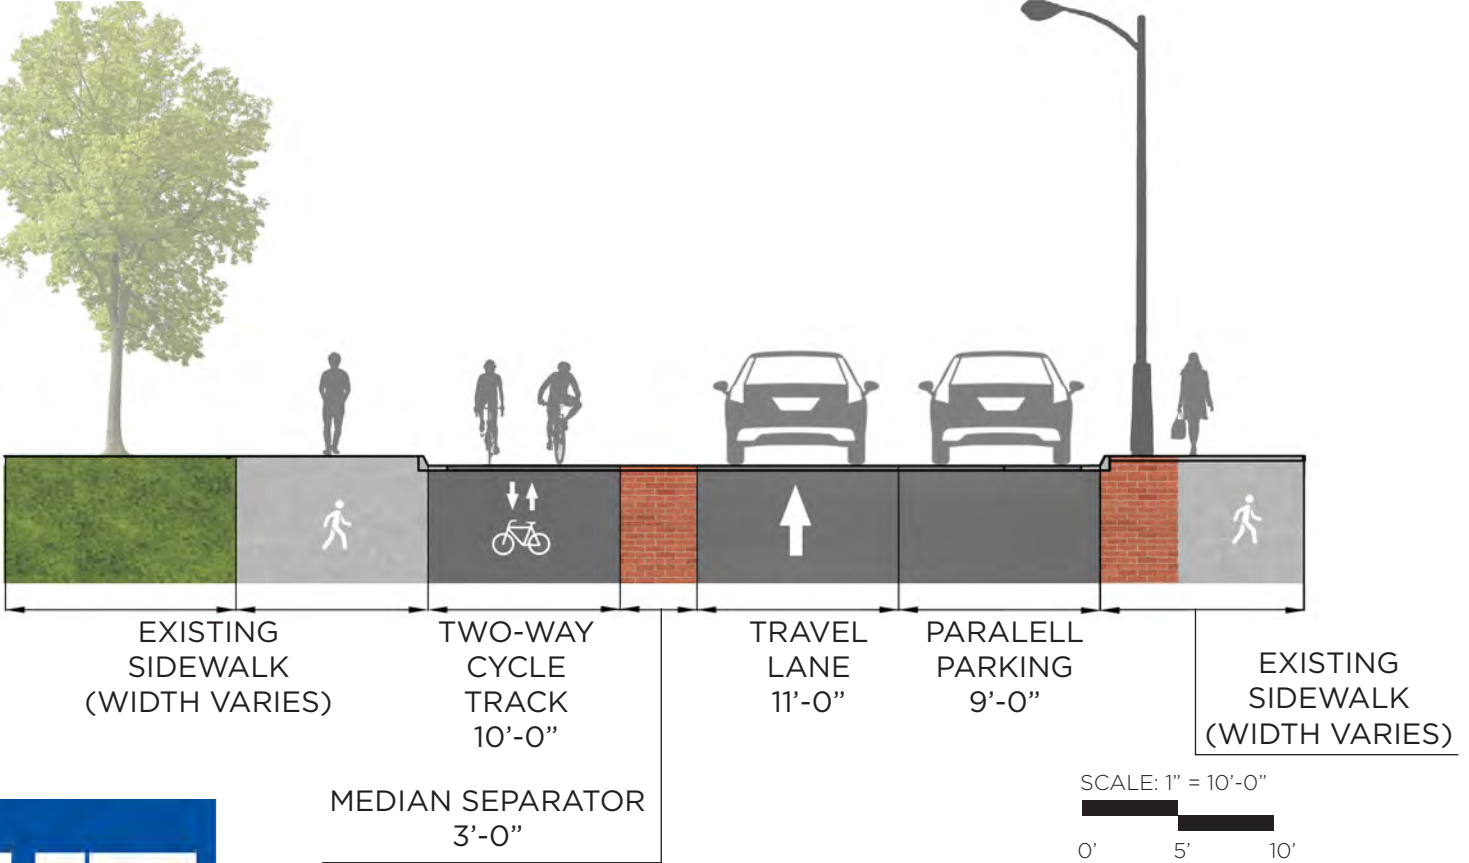 EXISTING
SIDEWALK
(WIDTH VARIES)
TWO-WAY
CYCLE
TRACK
10’-0”
MEDIAN SEPARATOR
3’-0”
TRAVEL
LANE
11’-0”
PARALELL
PARKING
9’-0”
EXISTING
SIDEWALK
(WIDTH VARIES)
SCALE: 1” = 10’-0”
0’ 5’ 10’